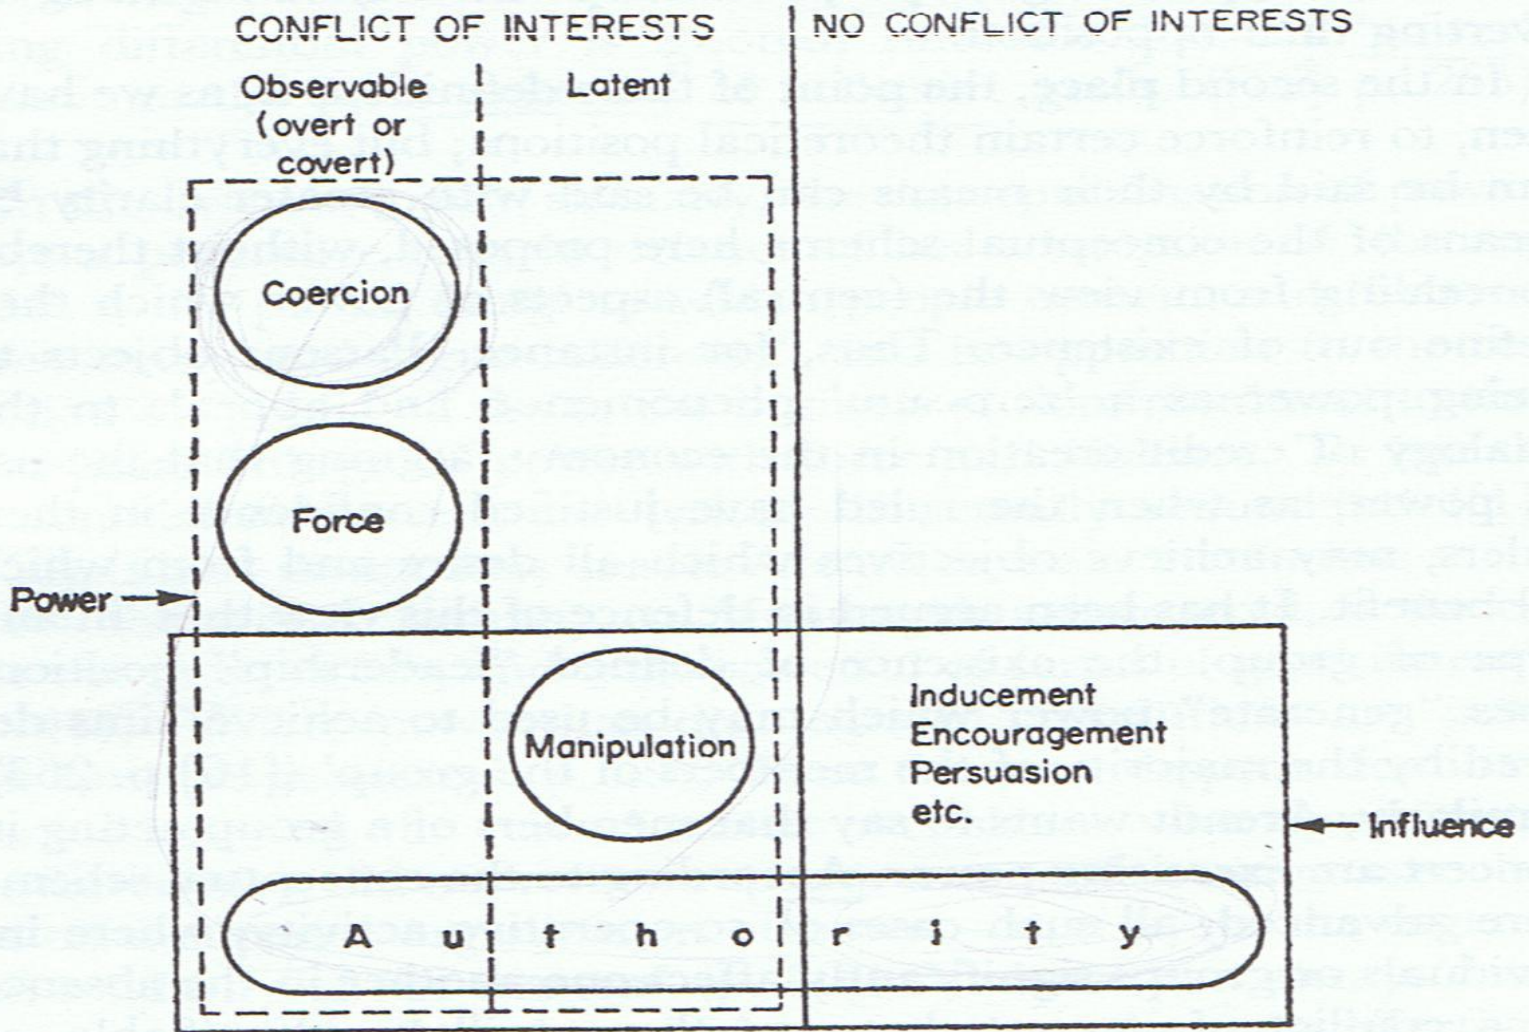 CONFLICT OF INTERESTS
NO CONFLICT OF INTERESTS
Observable
(overt or
covert)
Latent
Coercion
Force
Power
Manipulation
Inducement
Encouragement
Persuasion
etc.
Influence
Authority